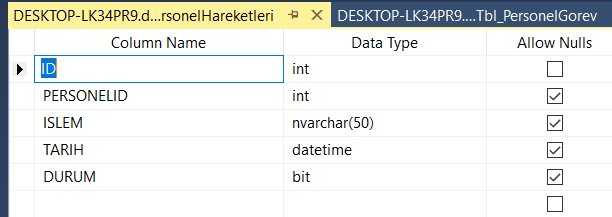 DESKTOP-LK34PR9.d...rsonelHareketleri DESKTOP-LK34PR9....Tbl_PersonelGorev
Column Name Data Type Allow Nulls
ID int
PERSONELID int
ISLEM nvarchar(50)
TARIH datetime
DURUM bit